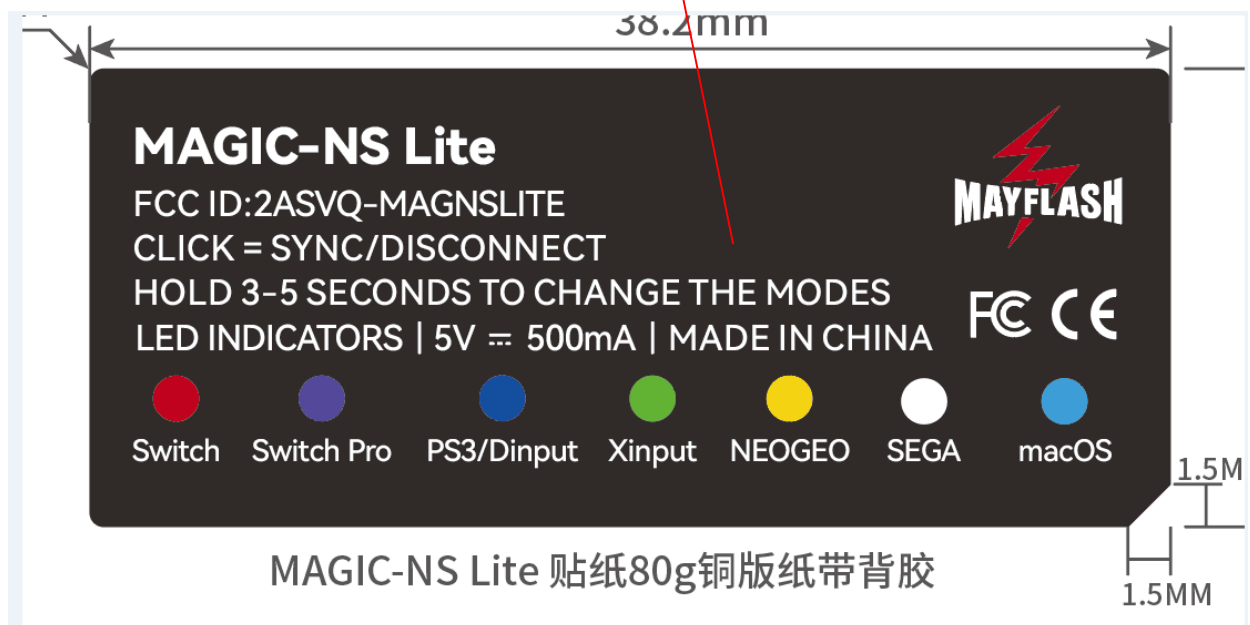 38.2mm
MAGIC-NS Lite
FCC ID:2ASVQ-MAGNSLITE
CLICK = SYNC/DISCONNECT
HOLD 3-5 SECONDS TO CHANGE THE MODES
LED INDICATORS | 5V ⎓ 500mA | MADE IN CHINA
MAYFLASH
FC CE
Switch Switch Pro PS3/Dinput Xinput NEOGEO SEGA macOS
1.5M
MAGIC-NS Lite 贴纸80g铜版纸带背胶
1.5MM